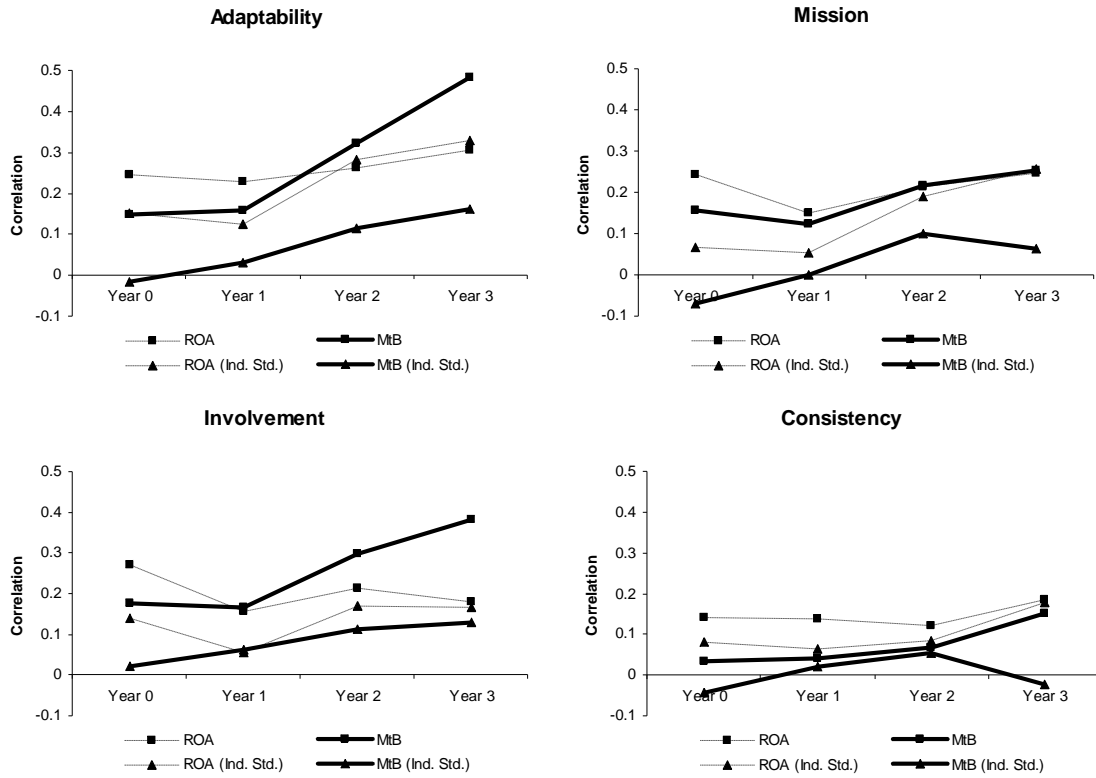 Adaptability
0.5
0.4
0.3
0.2
0.1
0
-0.1
Correlation
Year 0 Year 1 Year 2 Year 3
ROA MtB
ROA (Ind. Std.) MtB (Ind. Std.)
Mission
0.5
0.4
0.3
0.2
0.1
0
-0.1
Correlation
Year 0 Year 1 Year 2 Year 3
ROA MtB
ROA (Ind. Std.) MtB (Ind. Std.)
Involvement
0.5
0.4
0.3
0.2
0.1
0
-0.1
Correlation
Year 0 Year 1 Year 2 Year 3
ROA MtB
ROA (Ind. Std.) MtB (Ind. Std.)
Consistency
0.5
0.4
0.3
0.2
0.1
0
-0.1
Correlation
Year 0 Year 1 Year 2 Year 3
ROA MtB
ROA (Ind. Std.) MtB (Ind. Std.)